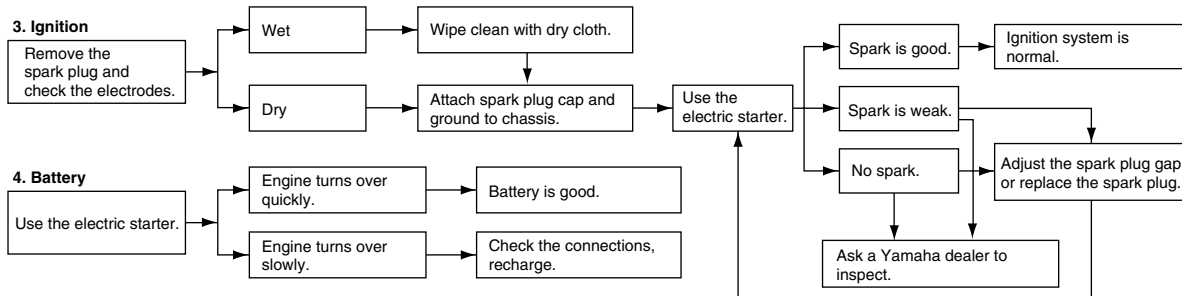 3. Ignition
Remove the
spark plug and
check the electrodes.
Wet
Wipe clean with dry cloth.
Dry
Attach spark plug cap and
ground to chassis.
Use the
electric starter.
Spark is good.
Ignition system is
normal.
Spark is weak.
No spark.
Adjust the spark plug gap
or replace the spark plug.
Ask a Yamaha dealer to
inspect.
4. Battery
Use the electric starter.
Engine turns over
quickly.
Battery is good.
Engine turns over
slowly.
Check the connections,
recharge.